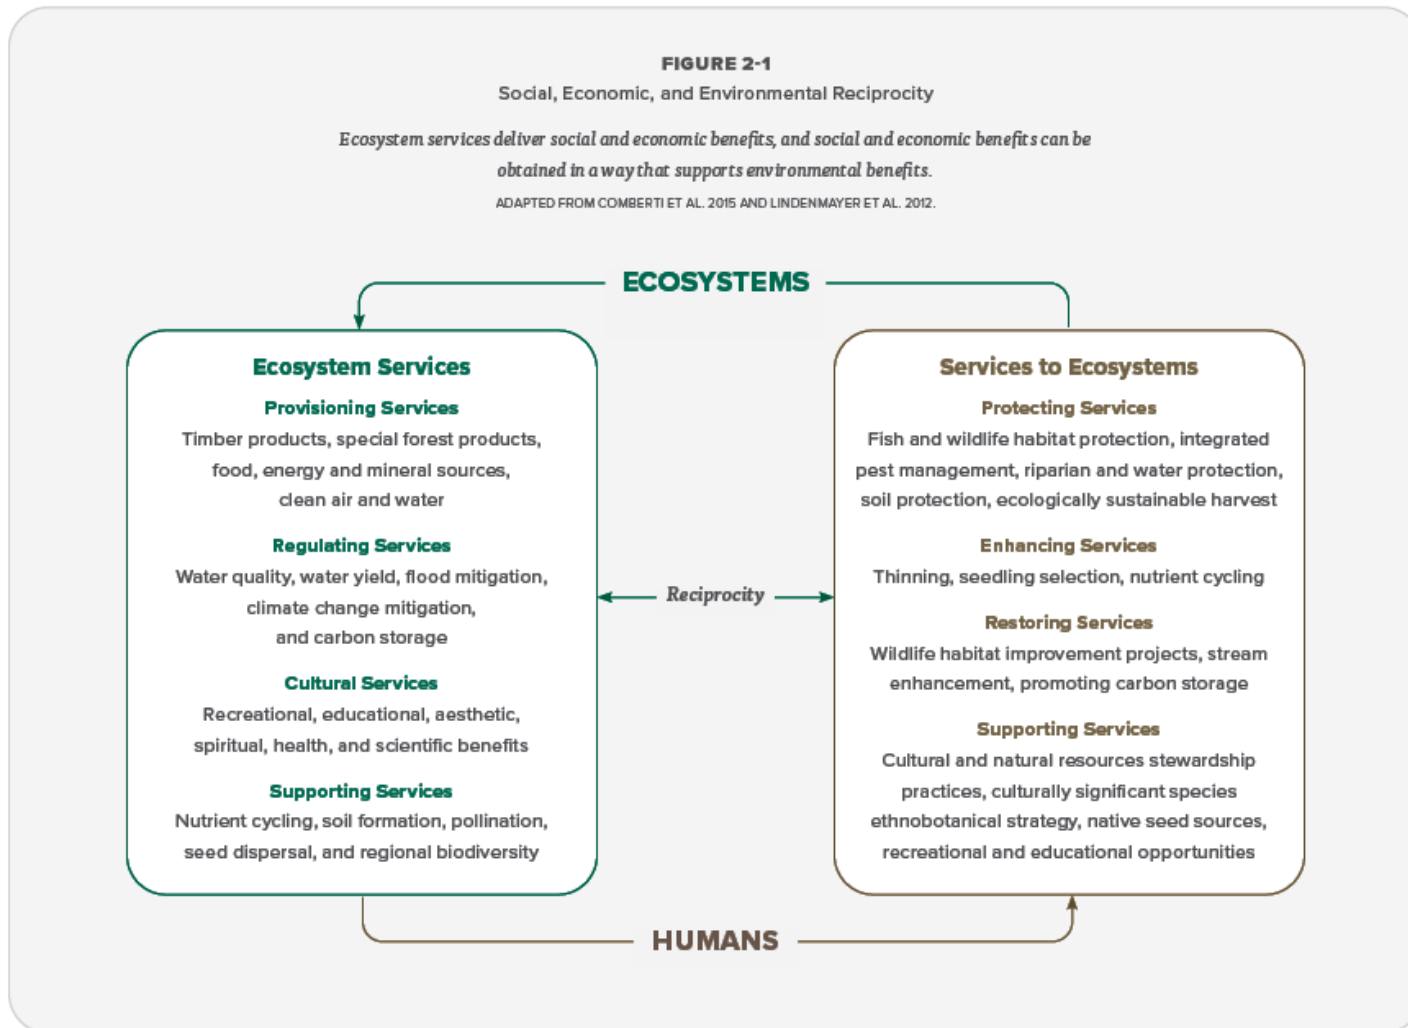 FIGURE 2-1
Social, Economic, and Environmental Reciprocity
Ecosystem services deliver social and economic benefits, and social and economic benefits can be
obtained in a way that supports environmental benefits.
ADAPTED FROM COMBERTI ET AL. 2015 AND LINDENMAYER ET AL. 2012.
ECOSYSTEMS
Ecosystem Services
Provisioning Services
Timber products, special forest products,
food, energy and mineral sources,
clean air and water
Regulating Services
Water quality, water yield, flood mitigation,
climate change mitigation,
and carbon storage
Cultural Services
Recreational, educational, aesthetic,
spiritual, health, and scientific benefits
Supporting Services
Nutrient cycling, soil formation, pollination,
seed dispersal, and regional biodiversity
Reciprocity
Services to Ecosystems
Protecting Services
Fish and wildlife habitat protection, integrated
pest management, riparian and water protection,
soil protection, ecologically sustainable harvest
Enhancing Services
Thinning, seedling selection, nutrient cycling
Restoring Services
Wildlife habitat improvement projects, stream
enhancement, promoting carbon storage
Supporting Services
Cultural and natural resources stewardship
practices, culturally significant species
ethnobotanical strategy, native seed sources,
recreational and educational opportunities
HUMANS